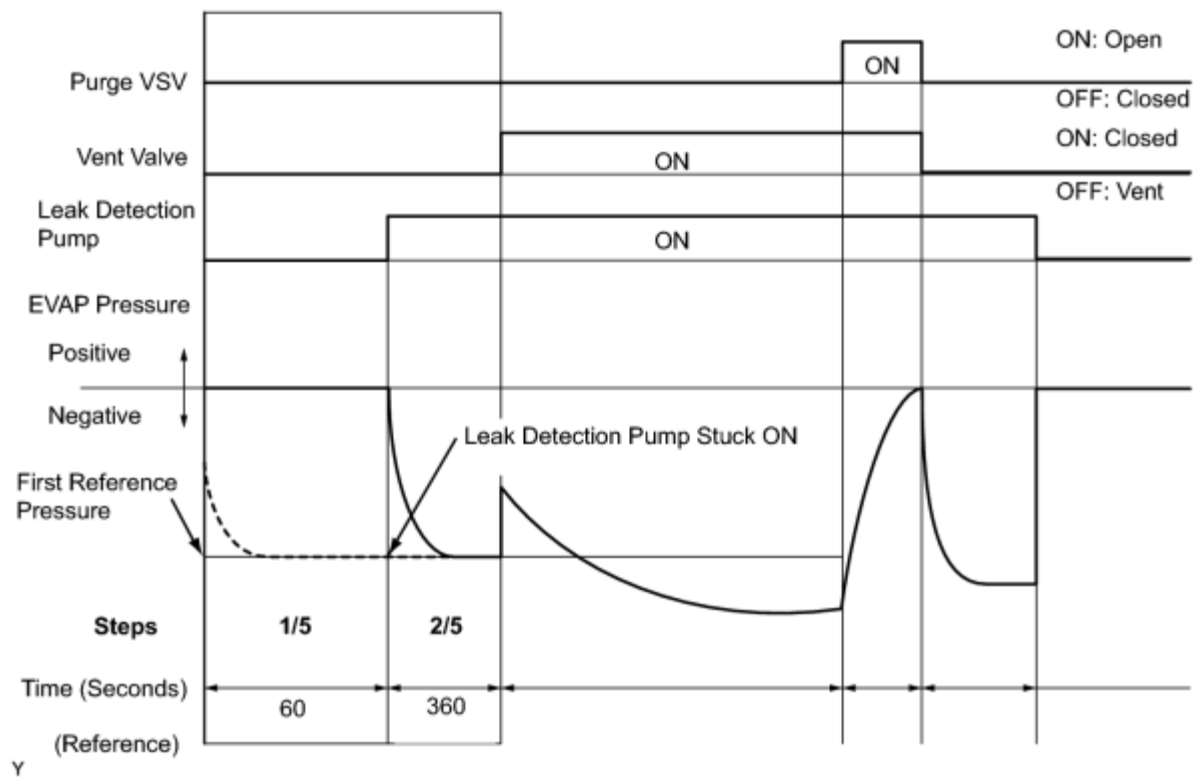 ON: Open
Purge VSV
ON
OFF: Closed
Vent Valve
ON
ON: Closed
OFF: Vent
Leak Detection
Pump
ON
EVAP Pressure
Positive
Negative
Leak Detection Pump Stuck ON
First Reference
Pressure
Steps 1/5 2/5
Time (Seconds)
60 360
(Reference)
Y